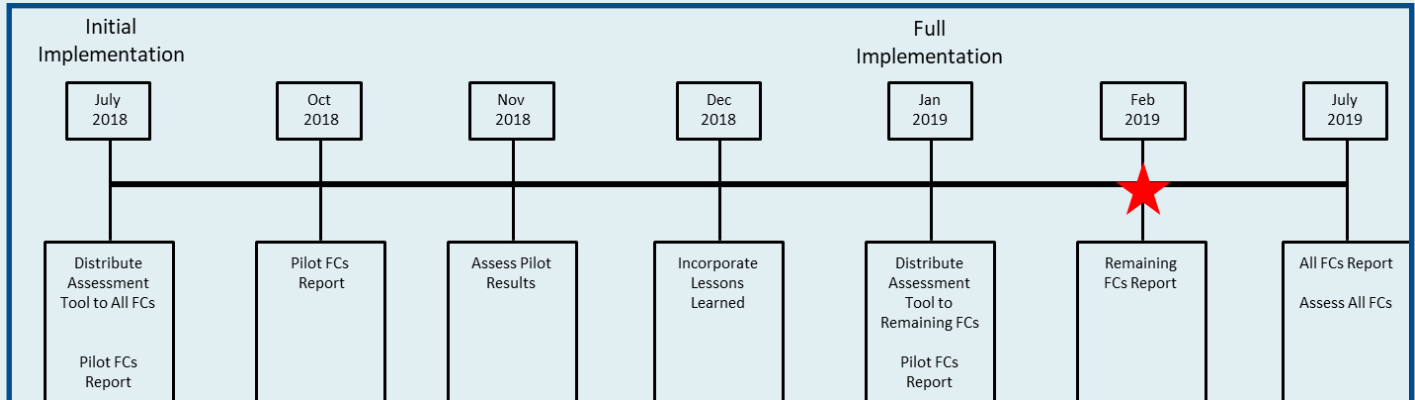 Initial
Implementation
Full
Implementation
July
2018
Oct
2018
Nov
2018
Dec
2018
Jan
2019
Feb
2019
July
2019
Distribute
Assessment
Tool to All FCs
Pilot FCs
Report
Pilot FCs
Report
Assess Pilot
Results
Incorporate
Lessons
Learned
Distribute
Assessment
Tool to
Remaining FCs
Pilot FCs
Report
Remaining
FCs Report
All FCs Report
Assess All FCs